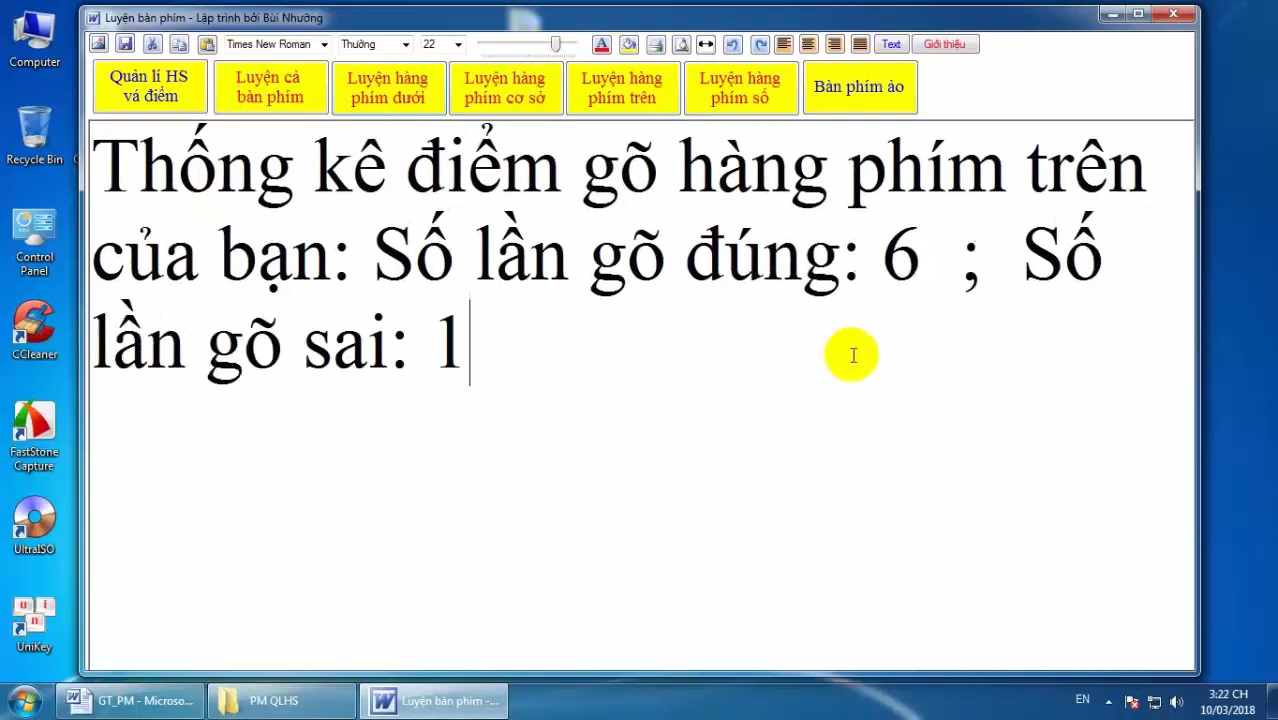 Computer
Recycle Bin
Control
Panel
CCleaner
FastStone
Capture
UltraISO
UniKey
Luyện bàn phím - Lập trình bởi Bùi Nhưỡng
Times New Roman
Thường
22
Text
Giới thiệu
Quản lí HS
vá điểm
Luyện cả
bàn phím
Luyện hàng
phím dưới
Luyện hàng
phím cơ sở
Luyện hàng
phím trên
Luyện hàng
phím số
Bàn phím ảo
Thống kê điểm gõ hàng phím trên
của bạn: Số lần gõ đúng: 6 ; Số
lần gõ sai: 1
GT_PM - Microso...
PM QLHS
Luyện bàn phím -...
EN
3:22 CH
10/03/2018